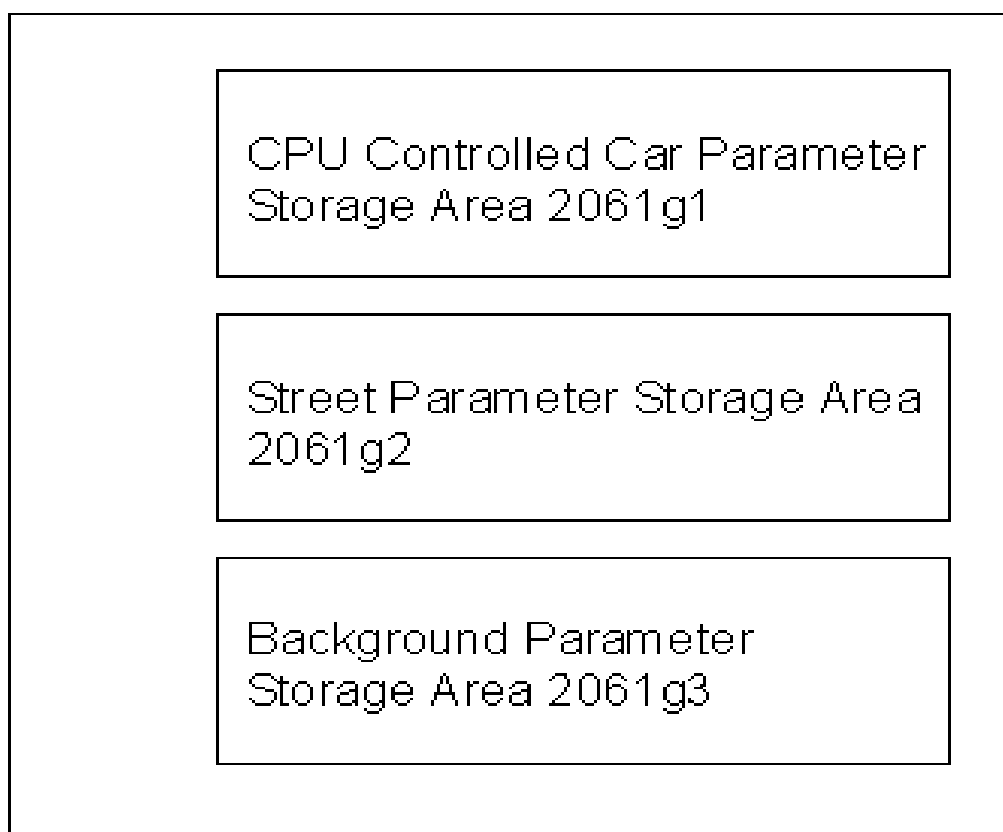 CPU Controlled Car Parameter
Storage Area 2061g1
Street Parameter Storage Area
2061g2
Background Parameter
Storage Area 2061g3